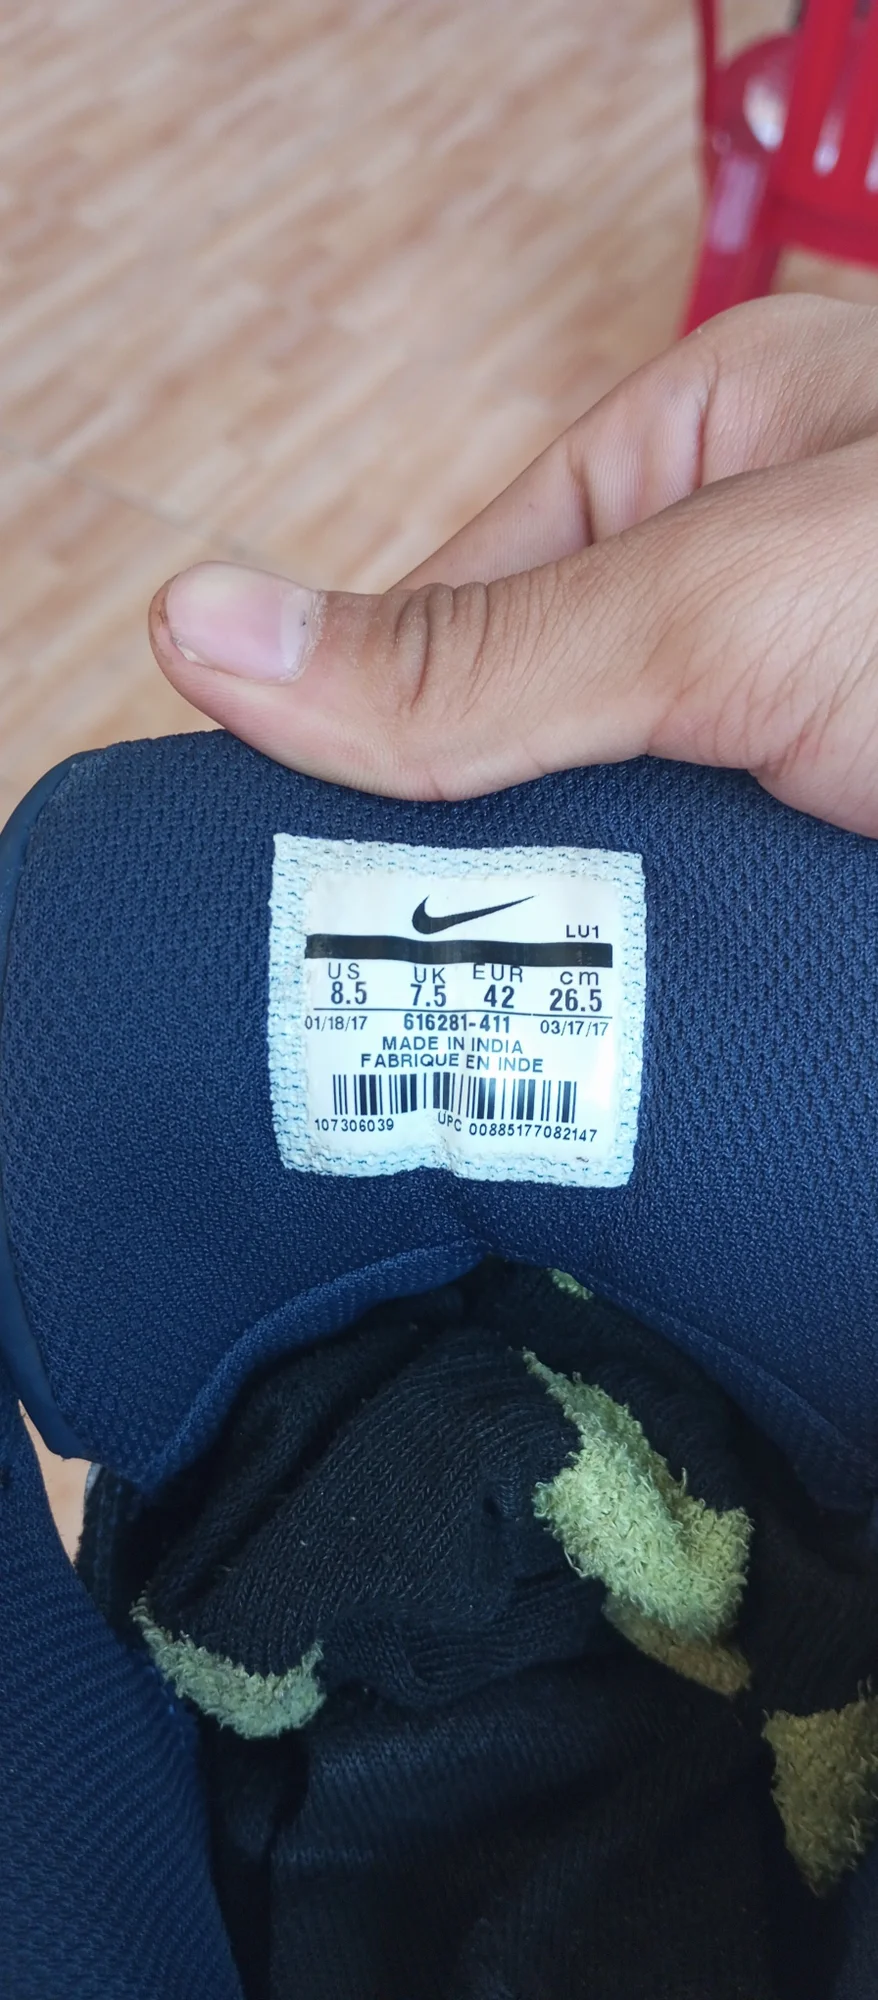 LU1
US UK EUR cm
8.5 7.5 42 26.5
01/18/17 616281-411 03/17/17
MADE IN INDIA
FABRIQUE EN INDE
107306039 UPC 00885177082147